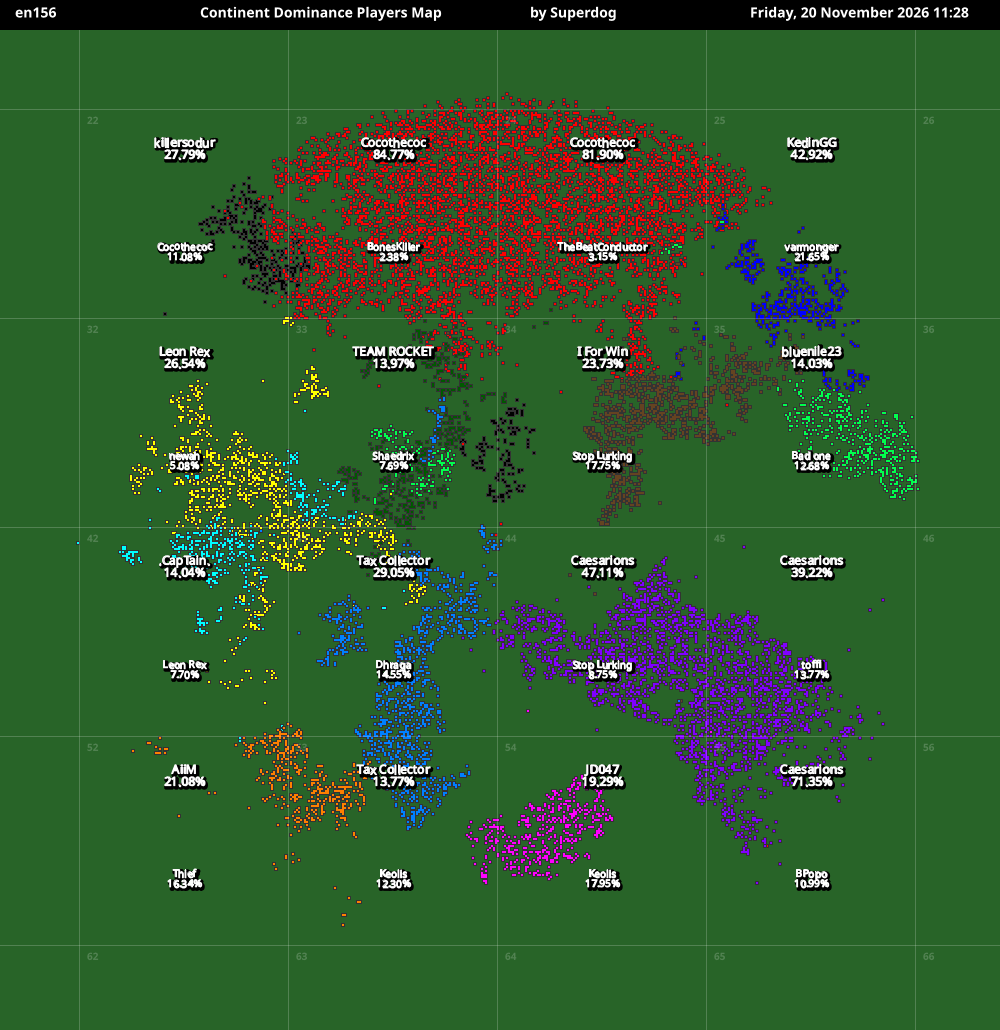 en156 Continent Dominance Players Map by Superdog Friday, 20 November 2026 11:28
22 23 24 25 26
killersodur Cocothecoc Cocothecoc KedinGG
27,79% 84,77% 81,90% 42,92%
Cocothecoc BonesKiller TheBeatConductor varmonger
11,08% 2,38% 3,15% 21,65%
32 33 34 35 36
Leon Rex TEAM ROCKET I For Win bluenile23
26,54% 13,97% 23,73% 14,03%
newah Shaedrix Stop Lurking Bad one
5,08% 7,69% 17,75% 12,68%
42 44 45 46
CapTain. Tax Collector Caesarions Caesarions
14,04% 29,05% 47,11% 39,22%
Leon Rex Dhraga Stop Lurking toffi
7,70% 14,55% 8,75% 13,77%
52 54 56
AiiM Tax Collector JD047 Caesarions
21,08% 13,77% 19,29% 71,35%
Thief Keolis Keolis BPopo
16,34% 12,30% 17,95% 10,99%
62 63 64 65 66